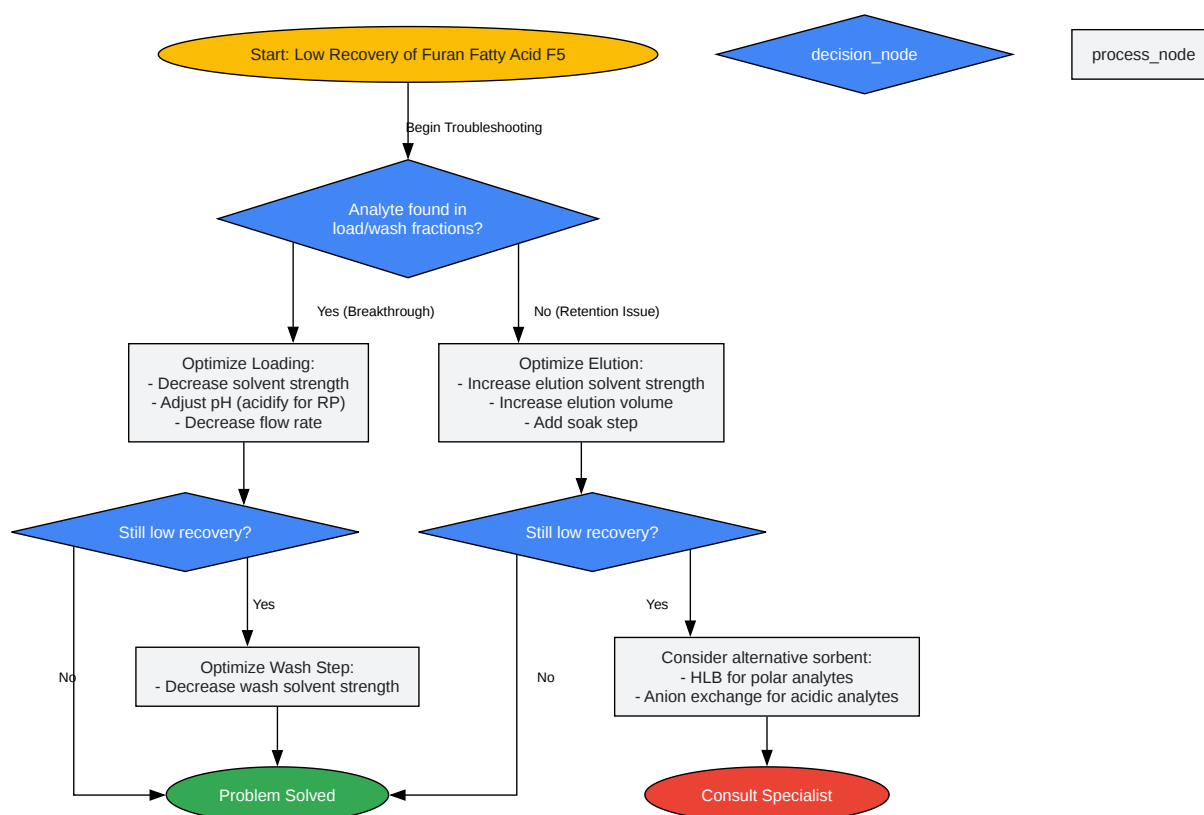 Start: Low Recovery of Furan Fatty Acid F5
decision_node
process_node
Begin Troubleshooting
Analyte found in
load/wash fractions?
Yes (Breakthrough)
No (Retention Issue)
Optimize Loading:
- Decrease solvent strength
- Adjust pH (acidify for RP)
- Decrease flow rate
Optimize Elution:
- Increase elution solvent strength
- Increase elution volume
- Add soak step
Still low recovery?
Still low recovery?
Yes
Yes
No
No
Optimize Wash Step:
- Decrease wash solvent strength
Consider alternative sorbent:
- HLB for polar analytes
- Anion exchange for acidic analytes
Problem Solved
Consult Specialist